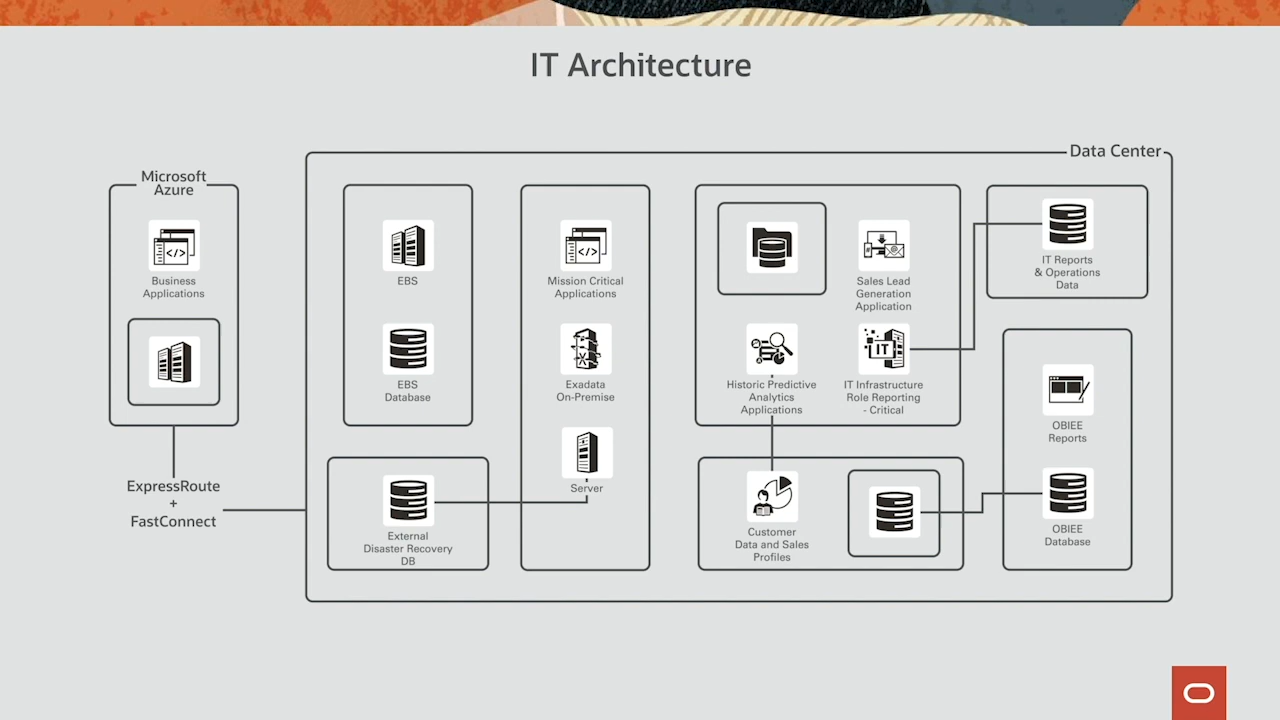 IT Architecture
Data Center
Microsoft
Azure
Business
Applications
ExpressRoute
+
FastConnect
EBS
EBS
Database
External
Disaster Recovery
DB
Mission Critical
Applications
Exadata
On-Premise
Server
Sales Lead
Generation
Application
Historic Predictive
Analytics
Applications
IT
IT Infrastructure
Role Reporting
- Critical
Customer
Data and Sales
Profiles
IT Reports
& Operations
Data
OBIEE
Reports
OBIEE
Database